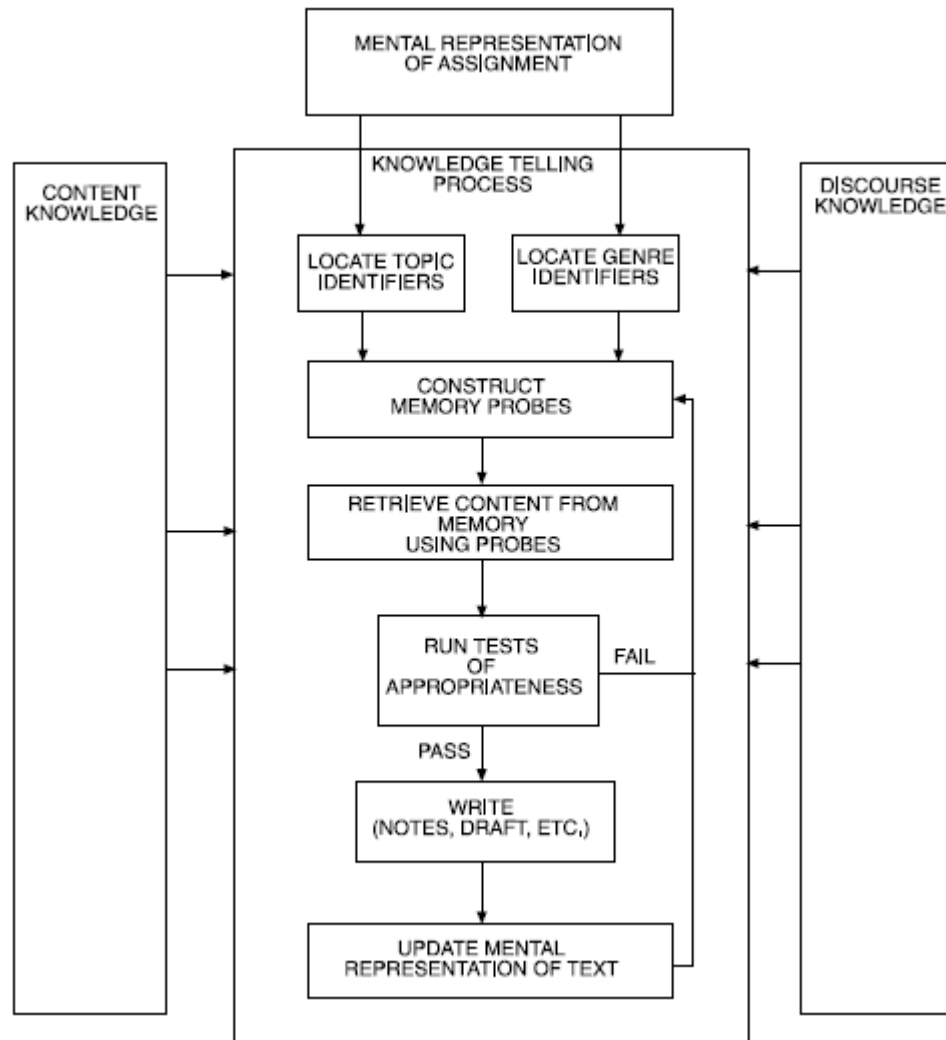 MENTAL REPRESENTATION
OF ASSIGNMENT
KNOWLEDGE TELLING
PROCESS
CONTENT
KNOWLEDGE
DISCOURSE
KNOWLEDGE
LOCATE TOPIC
IDENTIFIERS
LOCATE GENRE
IDENTIFIERS
CONSTRUCT
MEMORY PROBES
RETRIEVE CONTENT FROM
MEMORY
USING PROBES
RUN TESTS
OF
APPROPRIATENESS
FAIL
PASS
WRITE
(NOTES, DRAFT, ETC,)
UPDATE MENTAL
REPRESENTATION OF TEXT